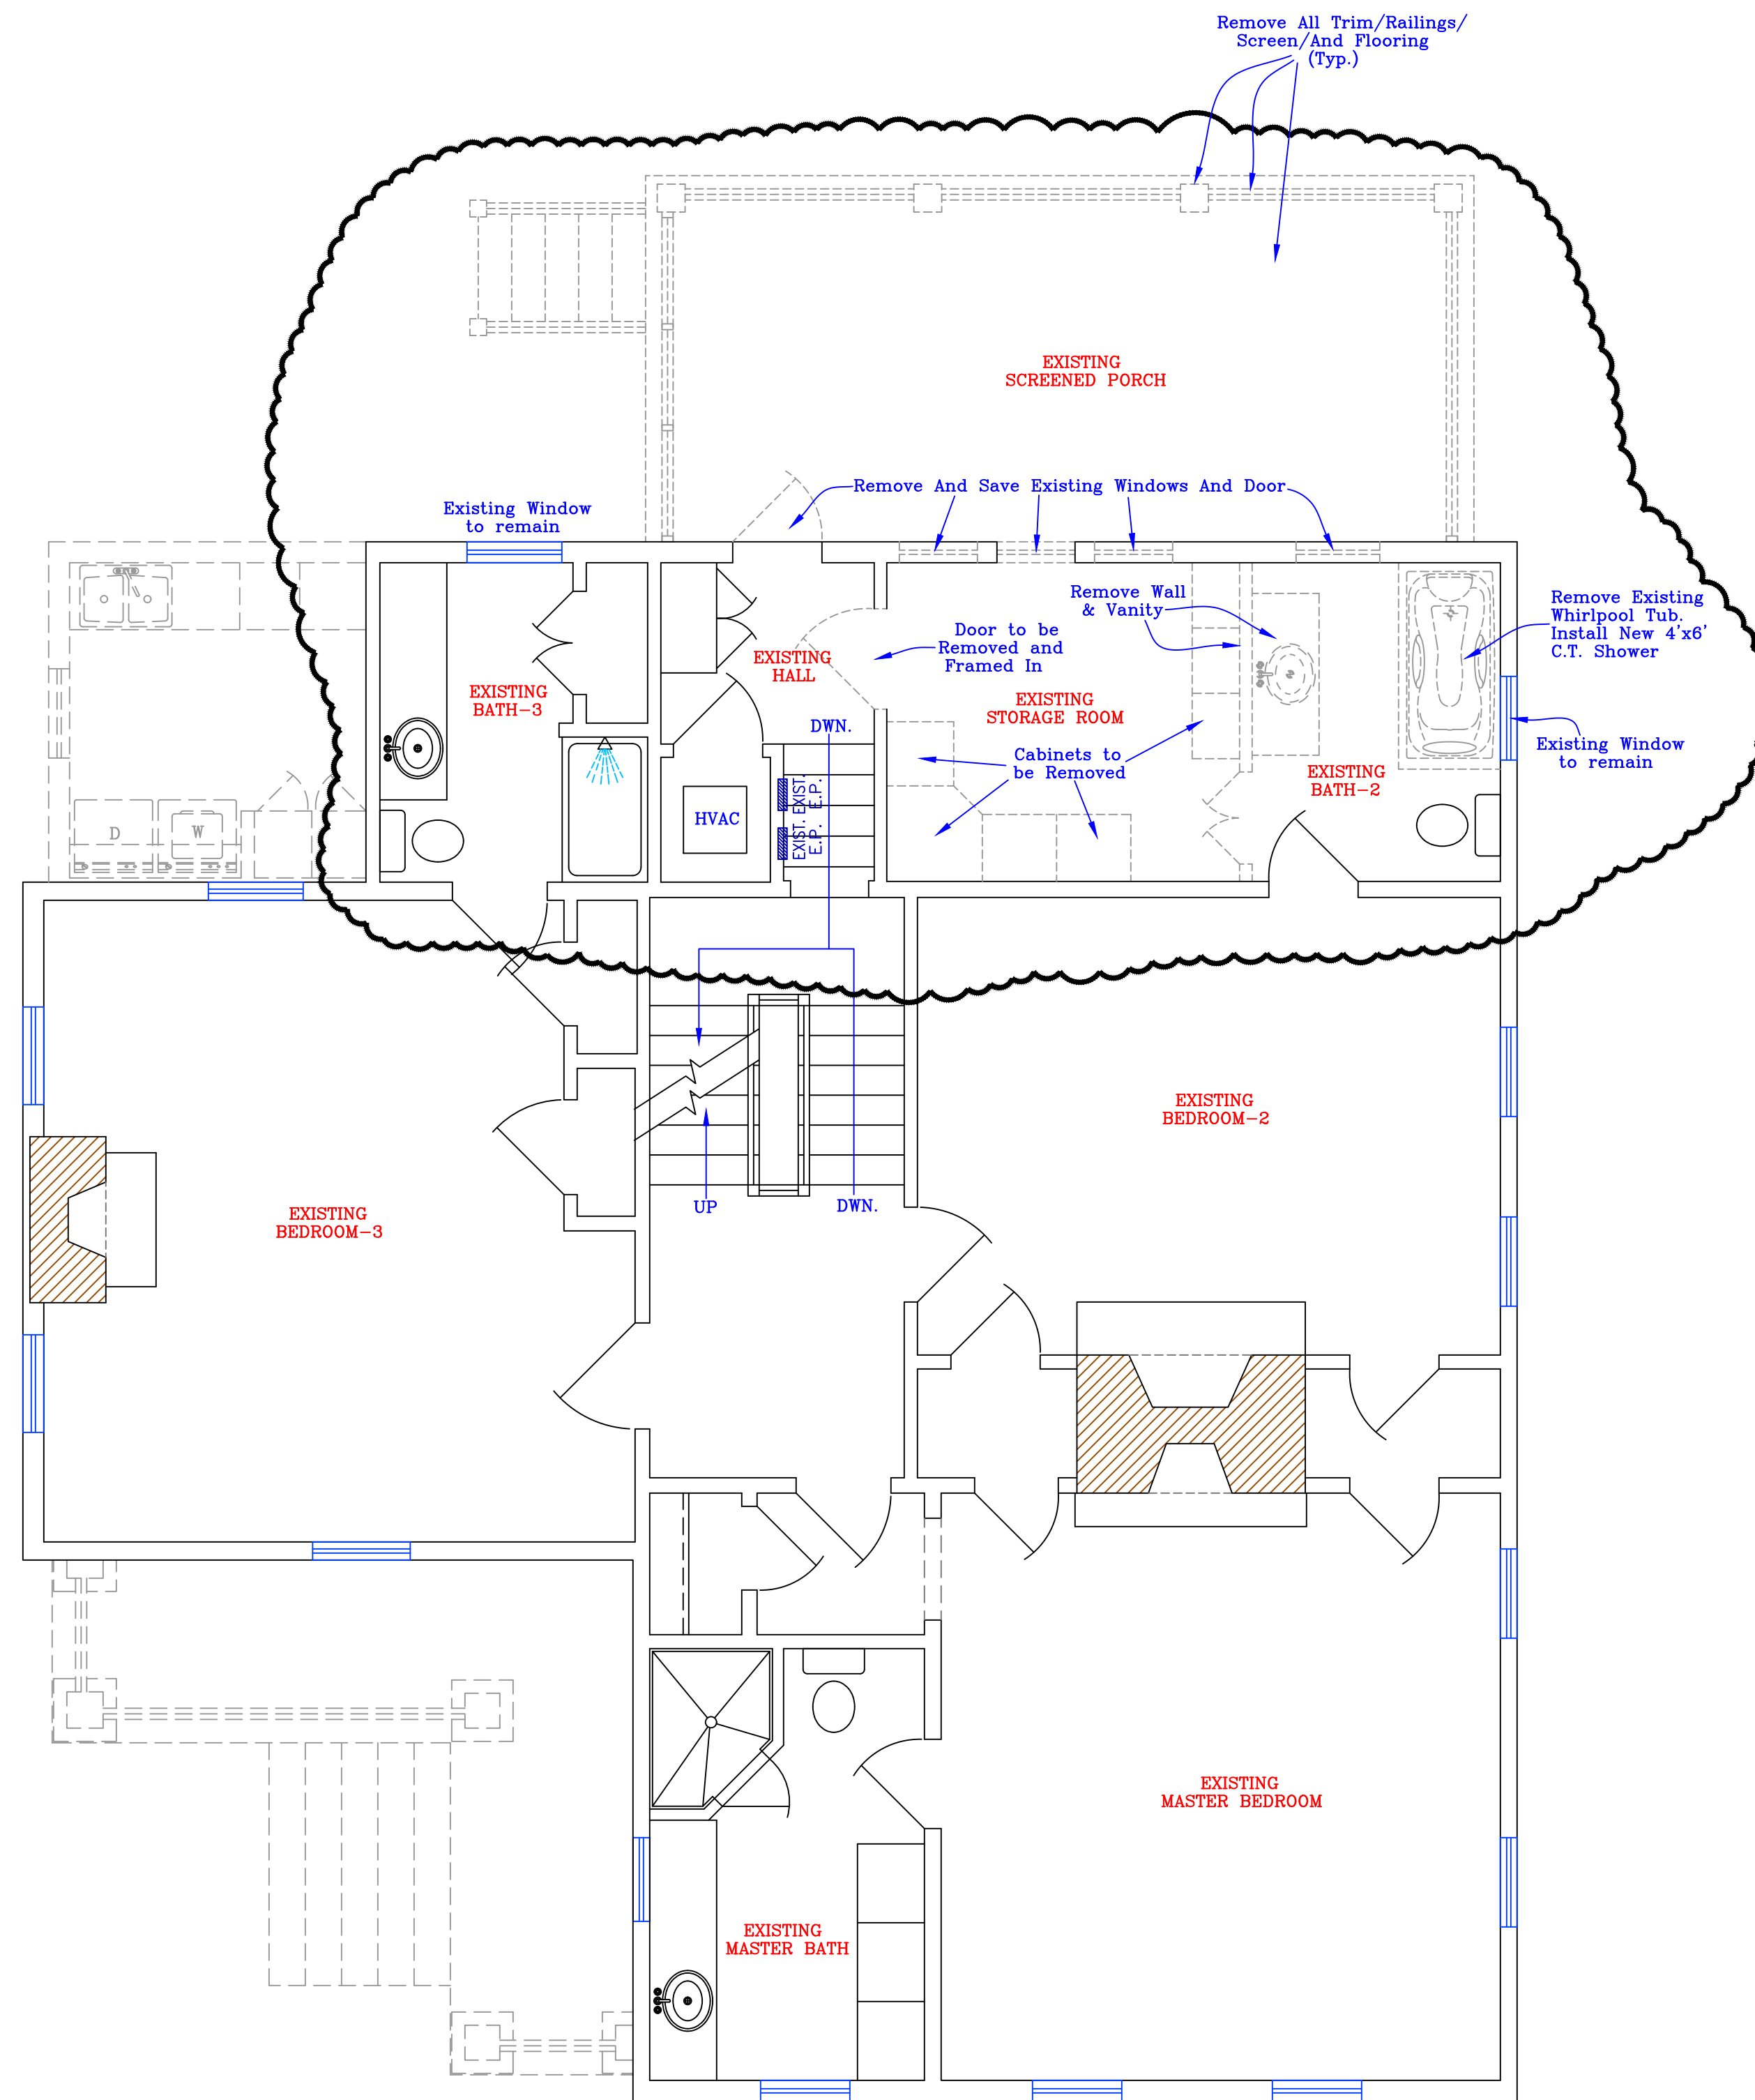 Remove All Trim/Railings/
Screen/And Flooring
(Typ.)
EXISTING
SCREENED PORCH
Remove And Save Existing Windows And Door
Existing Window
to remain
Remove Wall
& Vanity
Remove Existing
Whirlpool Tub.
Install New 4'x6'
C.T. Shower
Door to be
Removed and
Framed In
EXISTING
HALL
EXISTING
BATH-3
EXISTING
STORAGE ROOM
DWN.
Cabinets to
be Removed
Existing Window
to remain
EXISTING
BATH-2
HVAC
EXIST.
E.P.
EXIST.
E.P.
D
W
EXISTING
BEDROOM-2
UP
DWN.
EXISTING
BEDROOM-3
EXISTING
MASTER BEDROOM
EXISTING
MASTER BATH